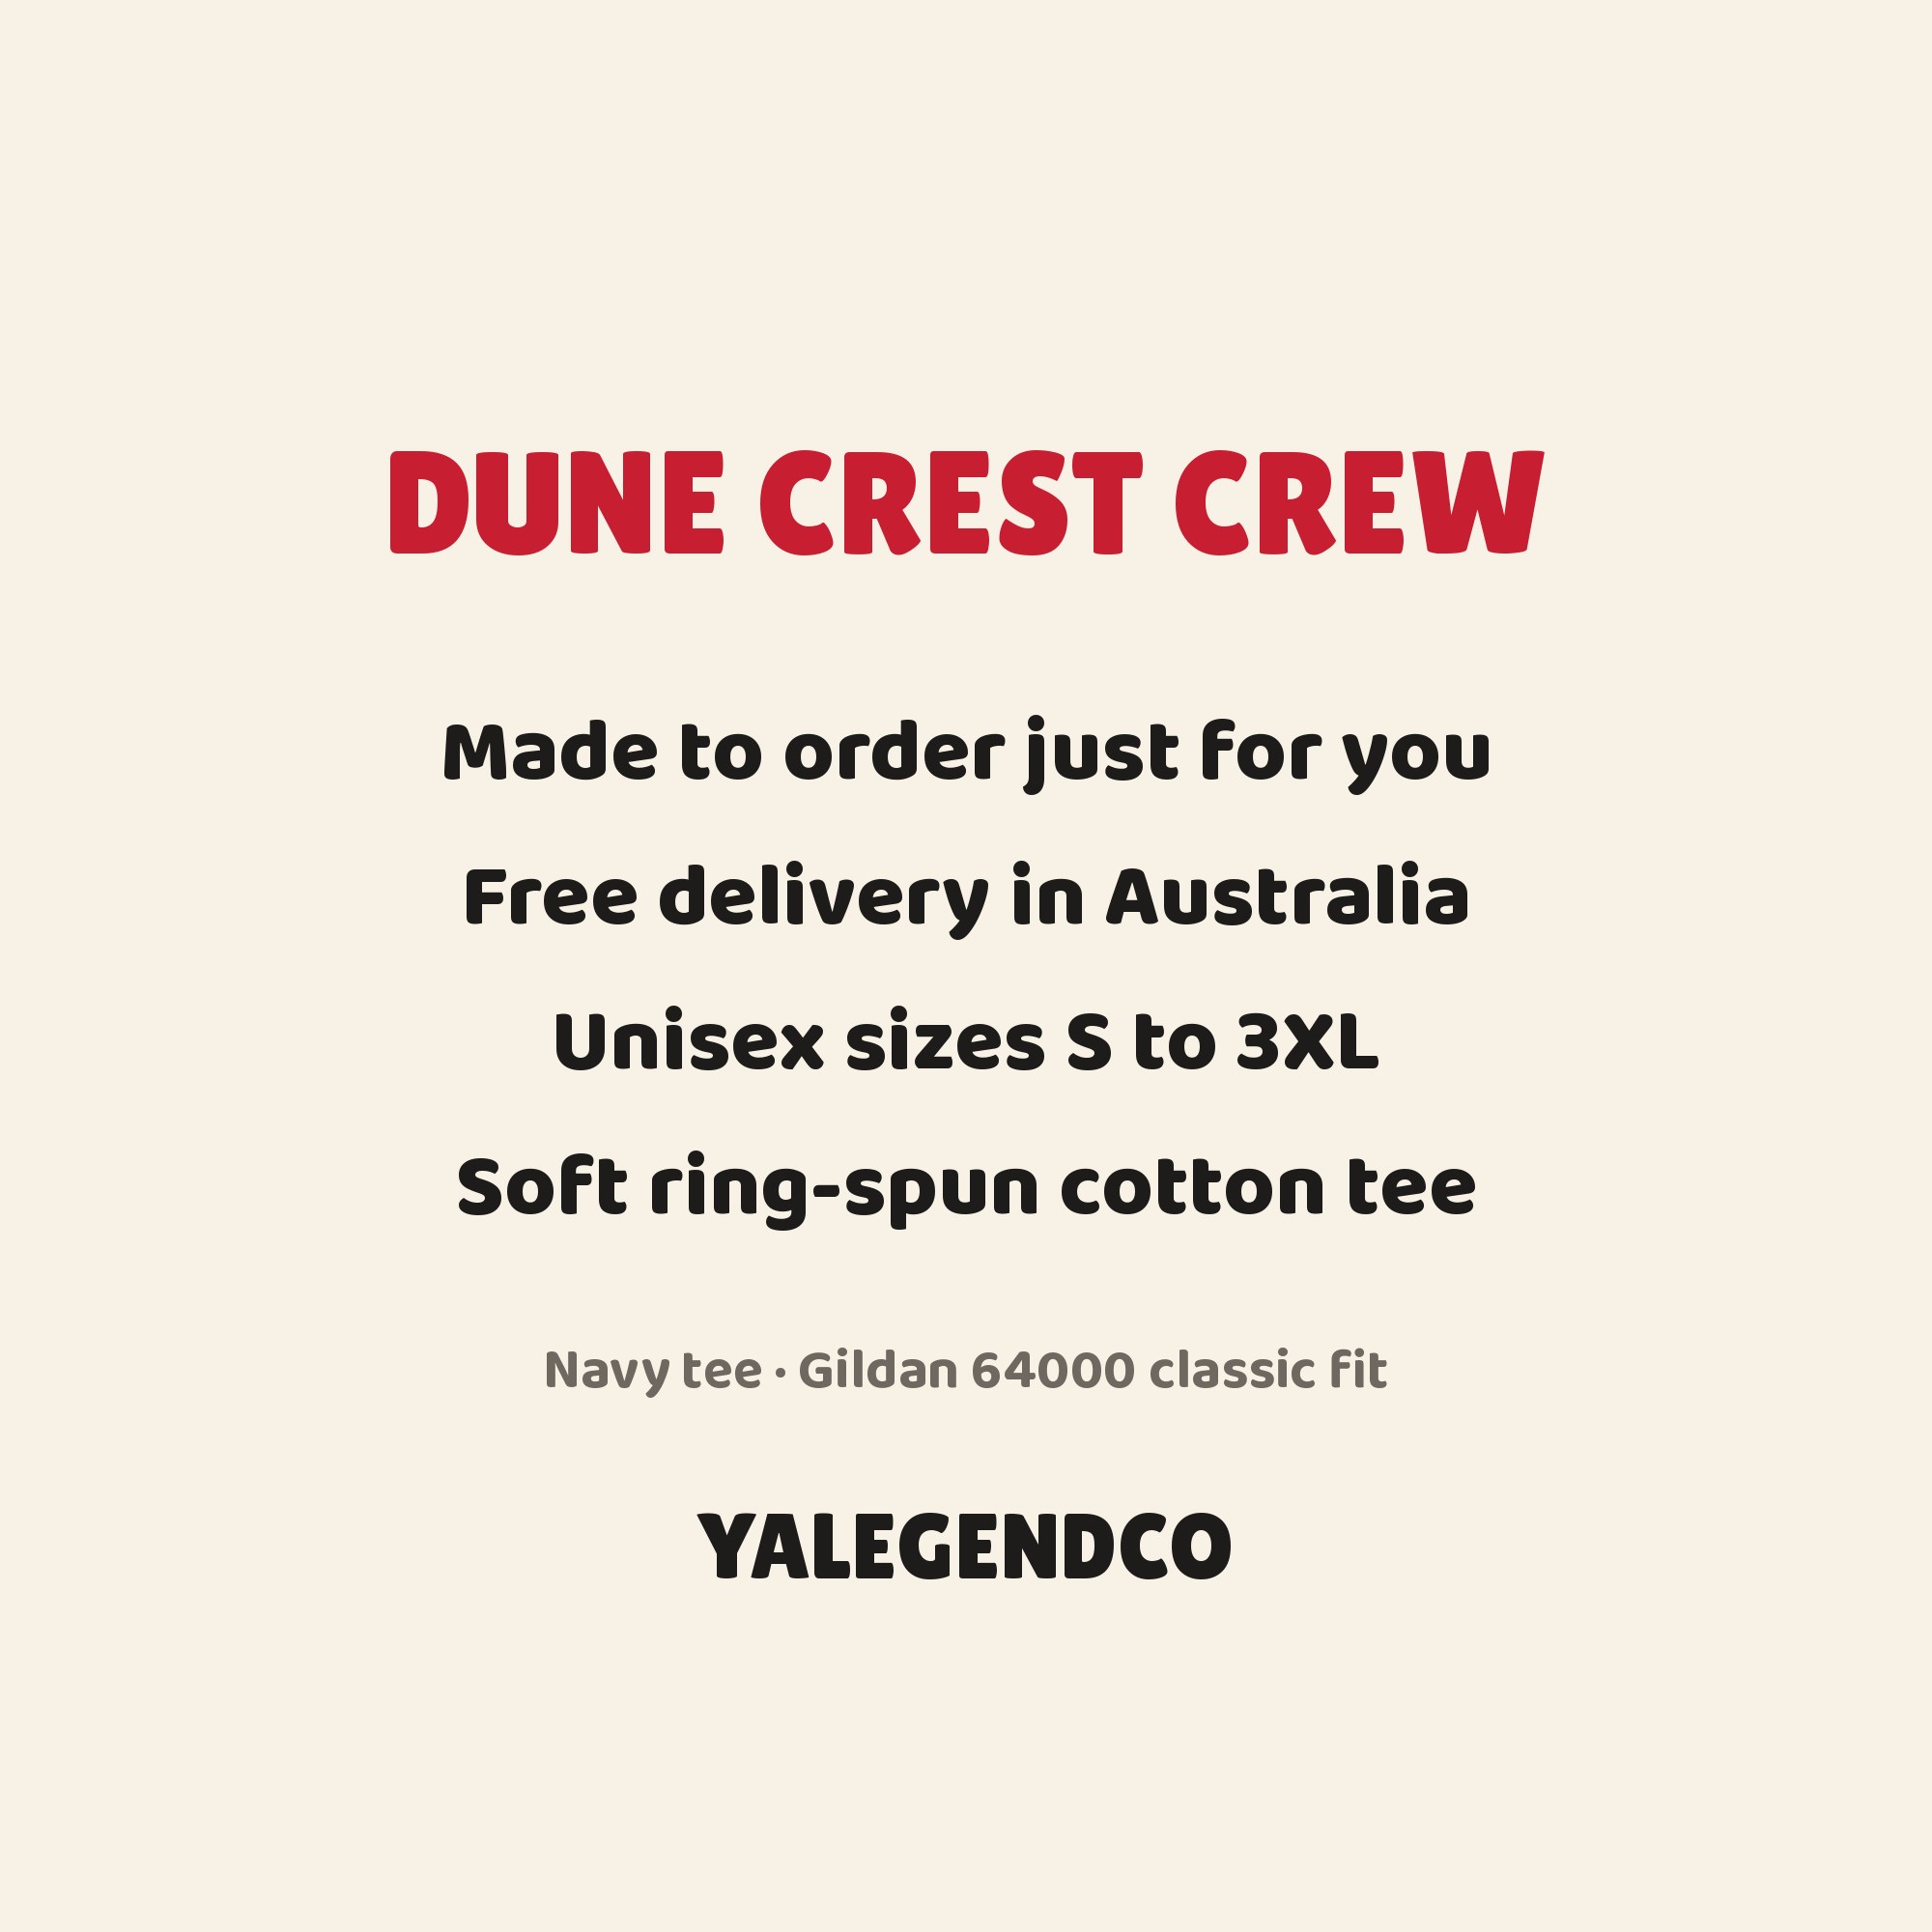 DUNE CREST CREW
Made to order just for you
Free delivery in Australia
Unisex sizes S to 3XL
Soft ring-spun cotton tee
Navy tee · Gildan 64000 classic fit
YALEGENDCO